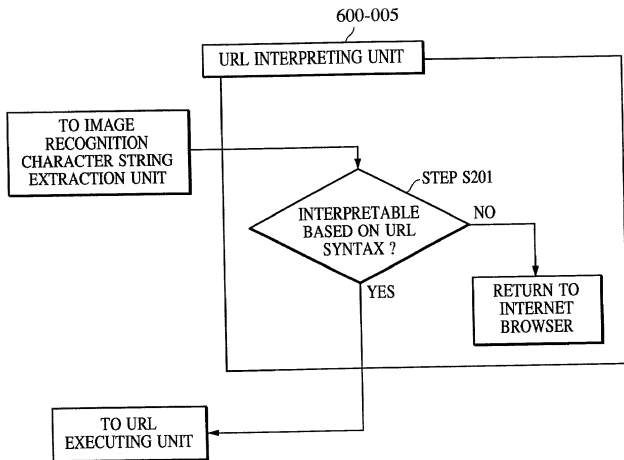 600-005
URL INTERPRETING UNIT
TO IMAGE
RECOGNITION
CHARACTER STRING
EXTRACTION UNIT
STEP S201
INTERPRETABLE
BASED ON URL
SYNTAX ?
NO
YES
RETURN TO
INTERNET
BROWSER
TO URL
EXECUTING UNIT